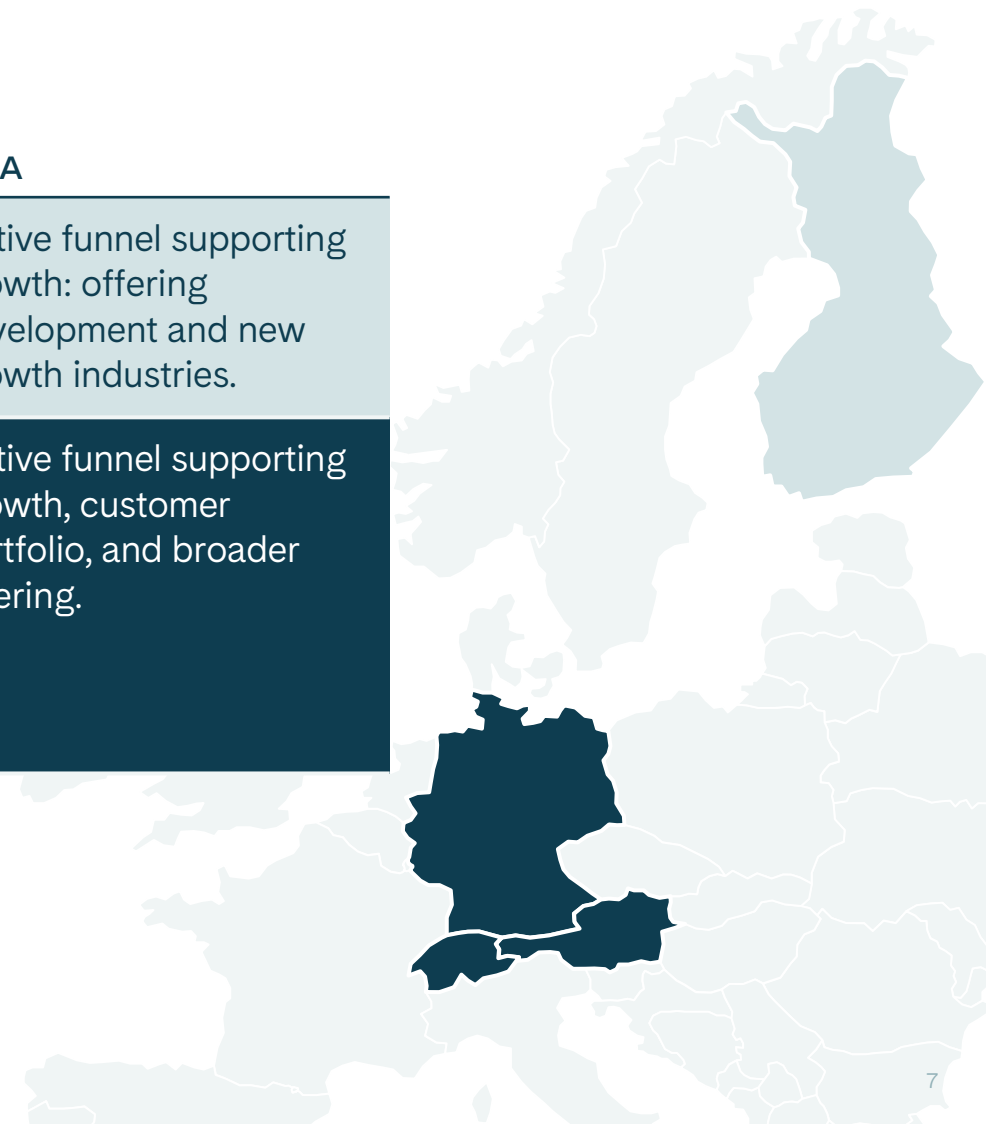 A
tive funnel supporting
owth: offering
velopment and new
owth industries.
tive funnel supporting
owth, customer
rtfolio, and broader
ering.
7